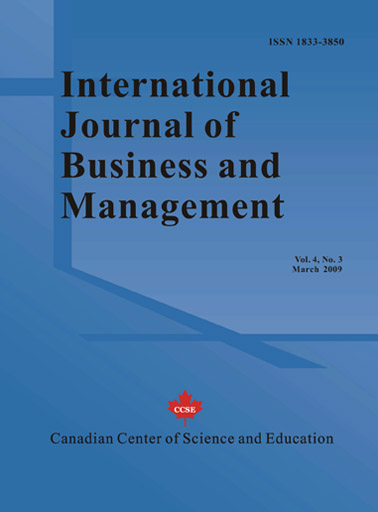 ISSN 1833-3850
International
Journal of
Business and
Management
Vol. 4, No. 3
March 2009
CCSE
Canadian Center of Science and Education